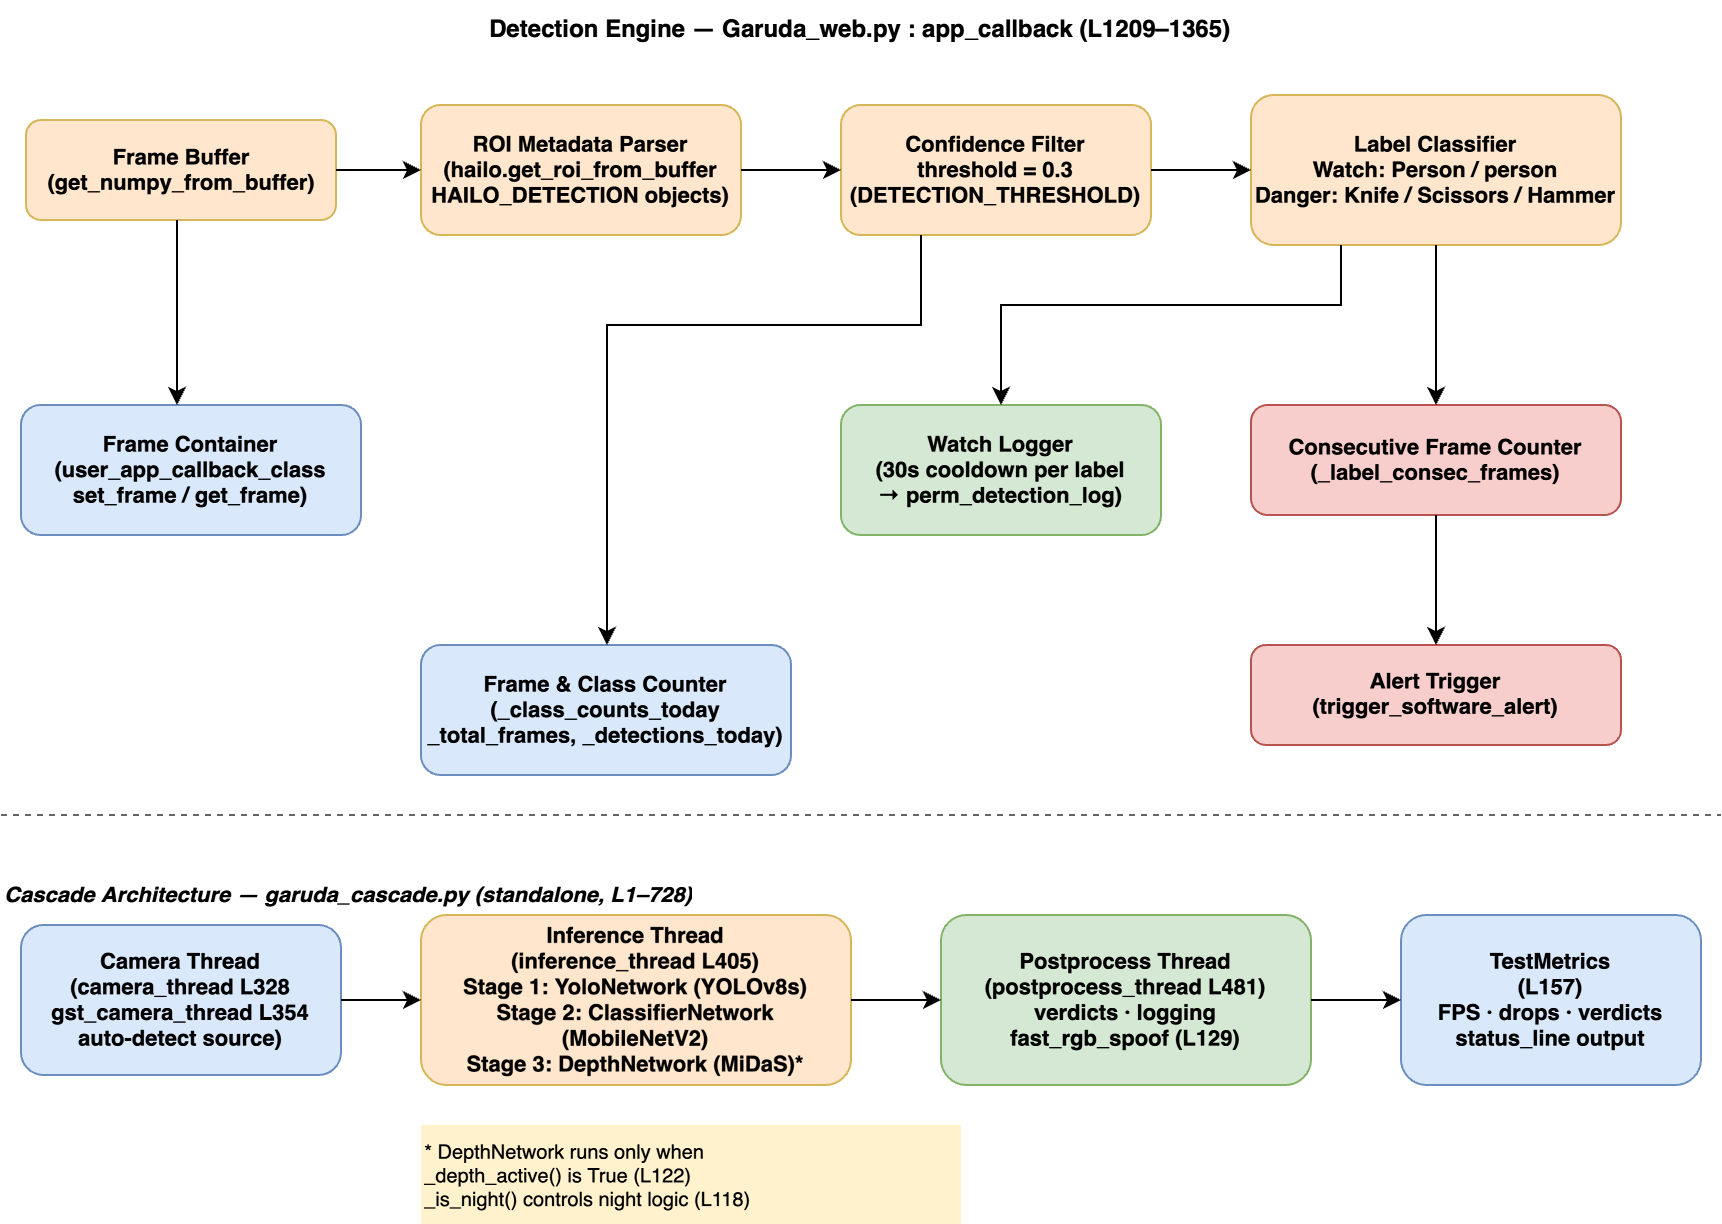 Detection Engine — Garuda_web.py : app_callback (L1209–1365)
Frame Buffer
(get_numpy_from_buffer)
ROI Metadata Parser
(hailo.get_roi_from_buffer
HAILO_DETECTION objects)
Confidence Filter
threshold = 0.3
(DETECTION_THRESHOLD)
Label Classifier
Watch: Person / person
Danger: Knife / Scissors / Hammer
Frame Container
(user_app_callback_class
set_frame / get_frame)
Watch Logger
(30s cooldown per label
→ perm_detection_log)
Consecutive Frame Counter
(_label_consec_frames)
Frame & Class Counter
(_class_counts_today
_total_frames, _detections_today)
Alert Trigger
(trigger_software_alert)
Cascade Architecture — garuda_cascade.py (standalone, L1–728)
Camera Thread
(camera_thread L328
gst_camera_thread L354
auto-detect source)
Inference Thread
(inference_thread L405)
Stage 1: YoloNetwork (YOLOv8s)
Stage 2: ClassifierNetwork
(MobileNetV2)
Stage 3: DepthNetwork (MiDaS)*
Postprocess Thread
(postprocess_thread L481)
verdicts · logging
fast_rgb_spoof (L129)
TestMetrics
(L157)
FPS · drops · verdicts
status_line output
* DepthNetwork runs only when
_depth_active() is True (L122)
_is_night() controls night logic (L118)